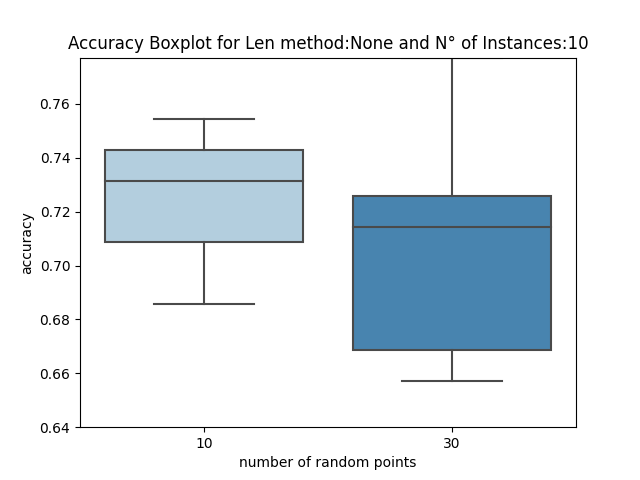 Accuracy Boxplot for Len method:None and N° of Instances:10
accuracy
0.76
0.74
0.72
0.70
0.68
0.66
0.64
10 30
number of random points